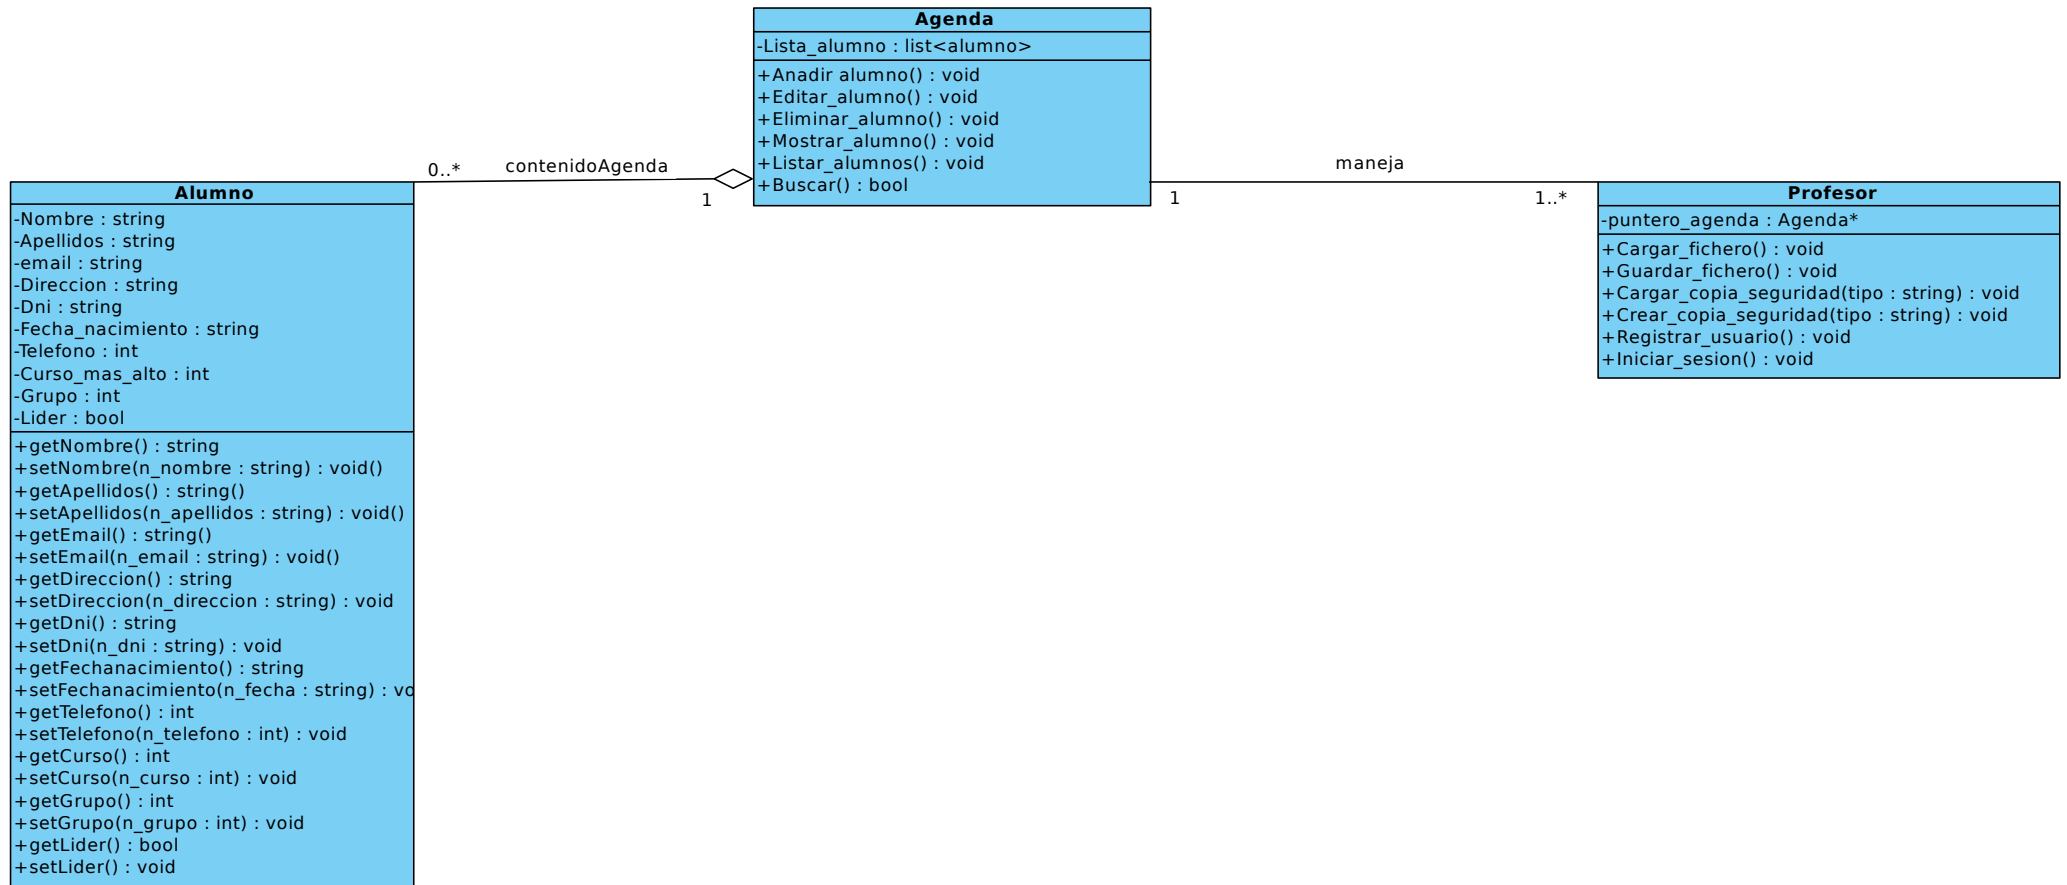 Agenda
-Lista_alumno : list<alumno>
+Anadir alumno() : void
+Editar_alumno() : void
+Eliminar_alumno() : void
+Mostrar_alumno() : void
+Listar_alumnos() : void
+Buscar() : bool
0..*
contenidoAgenda
1
maneja
1
1..*
Alumno
-Nombre : string
-Apellidos : string
-email : string
-Direccion : string
-Dni : string
-Fecha_nacimiento : string
-Telefono : int
-Curso_mas_alto : int
-Grupo : int
-Lider : bool
+getNombre() : string
+setNombre(n_nombre : string) : void()
+getApellidos() : string()
+setApellidos(n_apellidos : string) : void()
+getEmail() : string()
+setEmail(n_email : string) : void()
+getDireccion() : string
+setDireccion(n_direccion : string) : void
+getDni() : string
+setDni(n_dni : string) : void
+getFechanacimiento() : string
+setFechanacimiento(n_fecha : string) : vo
+getTelefono() : int
+setTelefono(n_telefono : int) : void
+getCurso() : int
+setCurso(n_curso : int) : void
+getGrupo() : int
+setGrupo(n_grupo : int) : void
+getLider() : bool
+setLider() : void
Profesor
-puntero_agenda : Agenda*
+Cargar_fichero() : void
+Guardar_fichero() : void
+Cargar_copia_seguridad(tipo : string) : void
+Crear_copia_seguridad(tipo : string) : void
+Registrar_usuario() : void
+Iniciar_sesion() : void